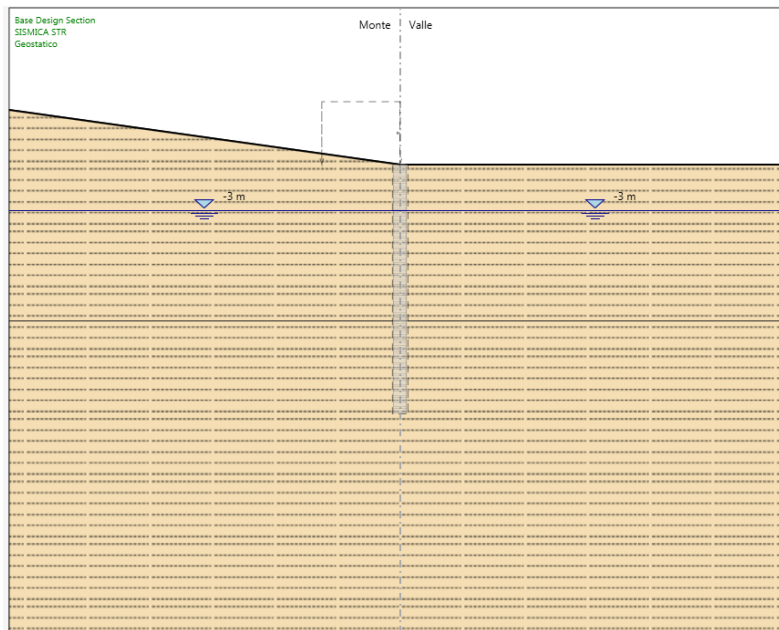 Base Design Section
SISMICA STR
Geostatico
Monte Valle
-3 m -3 m